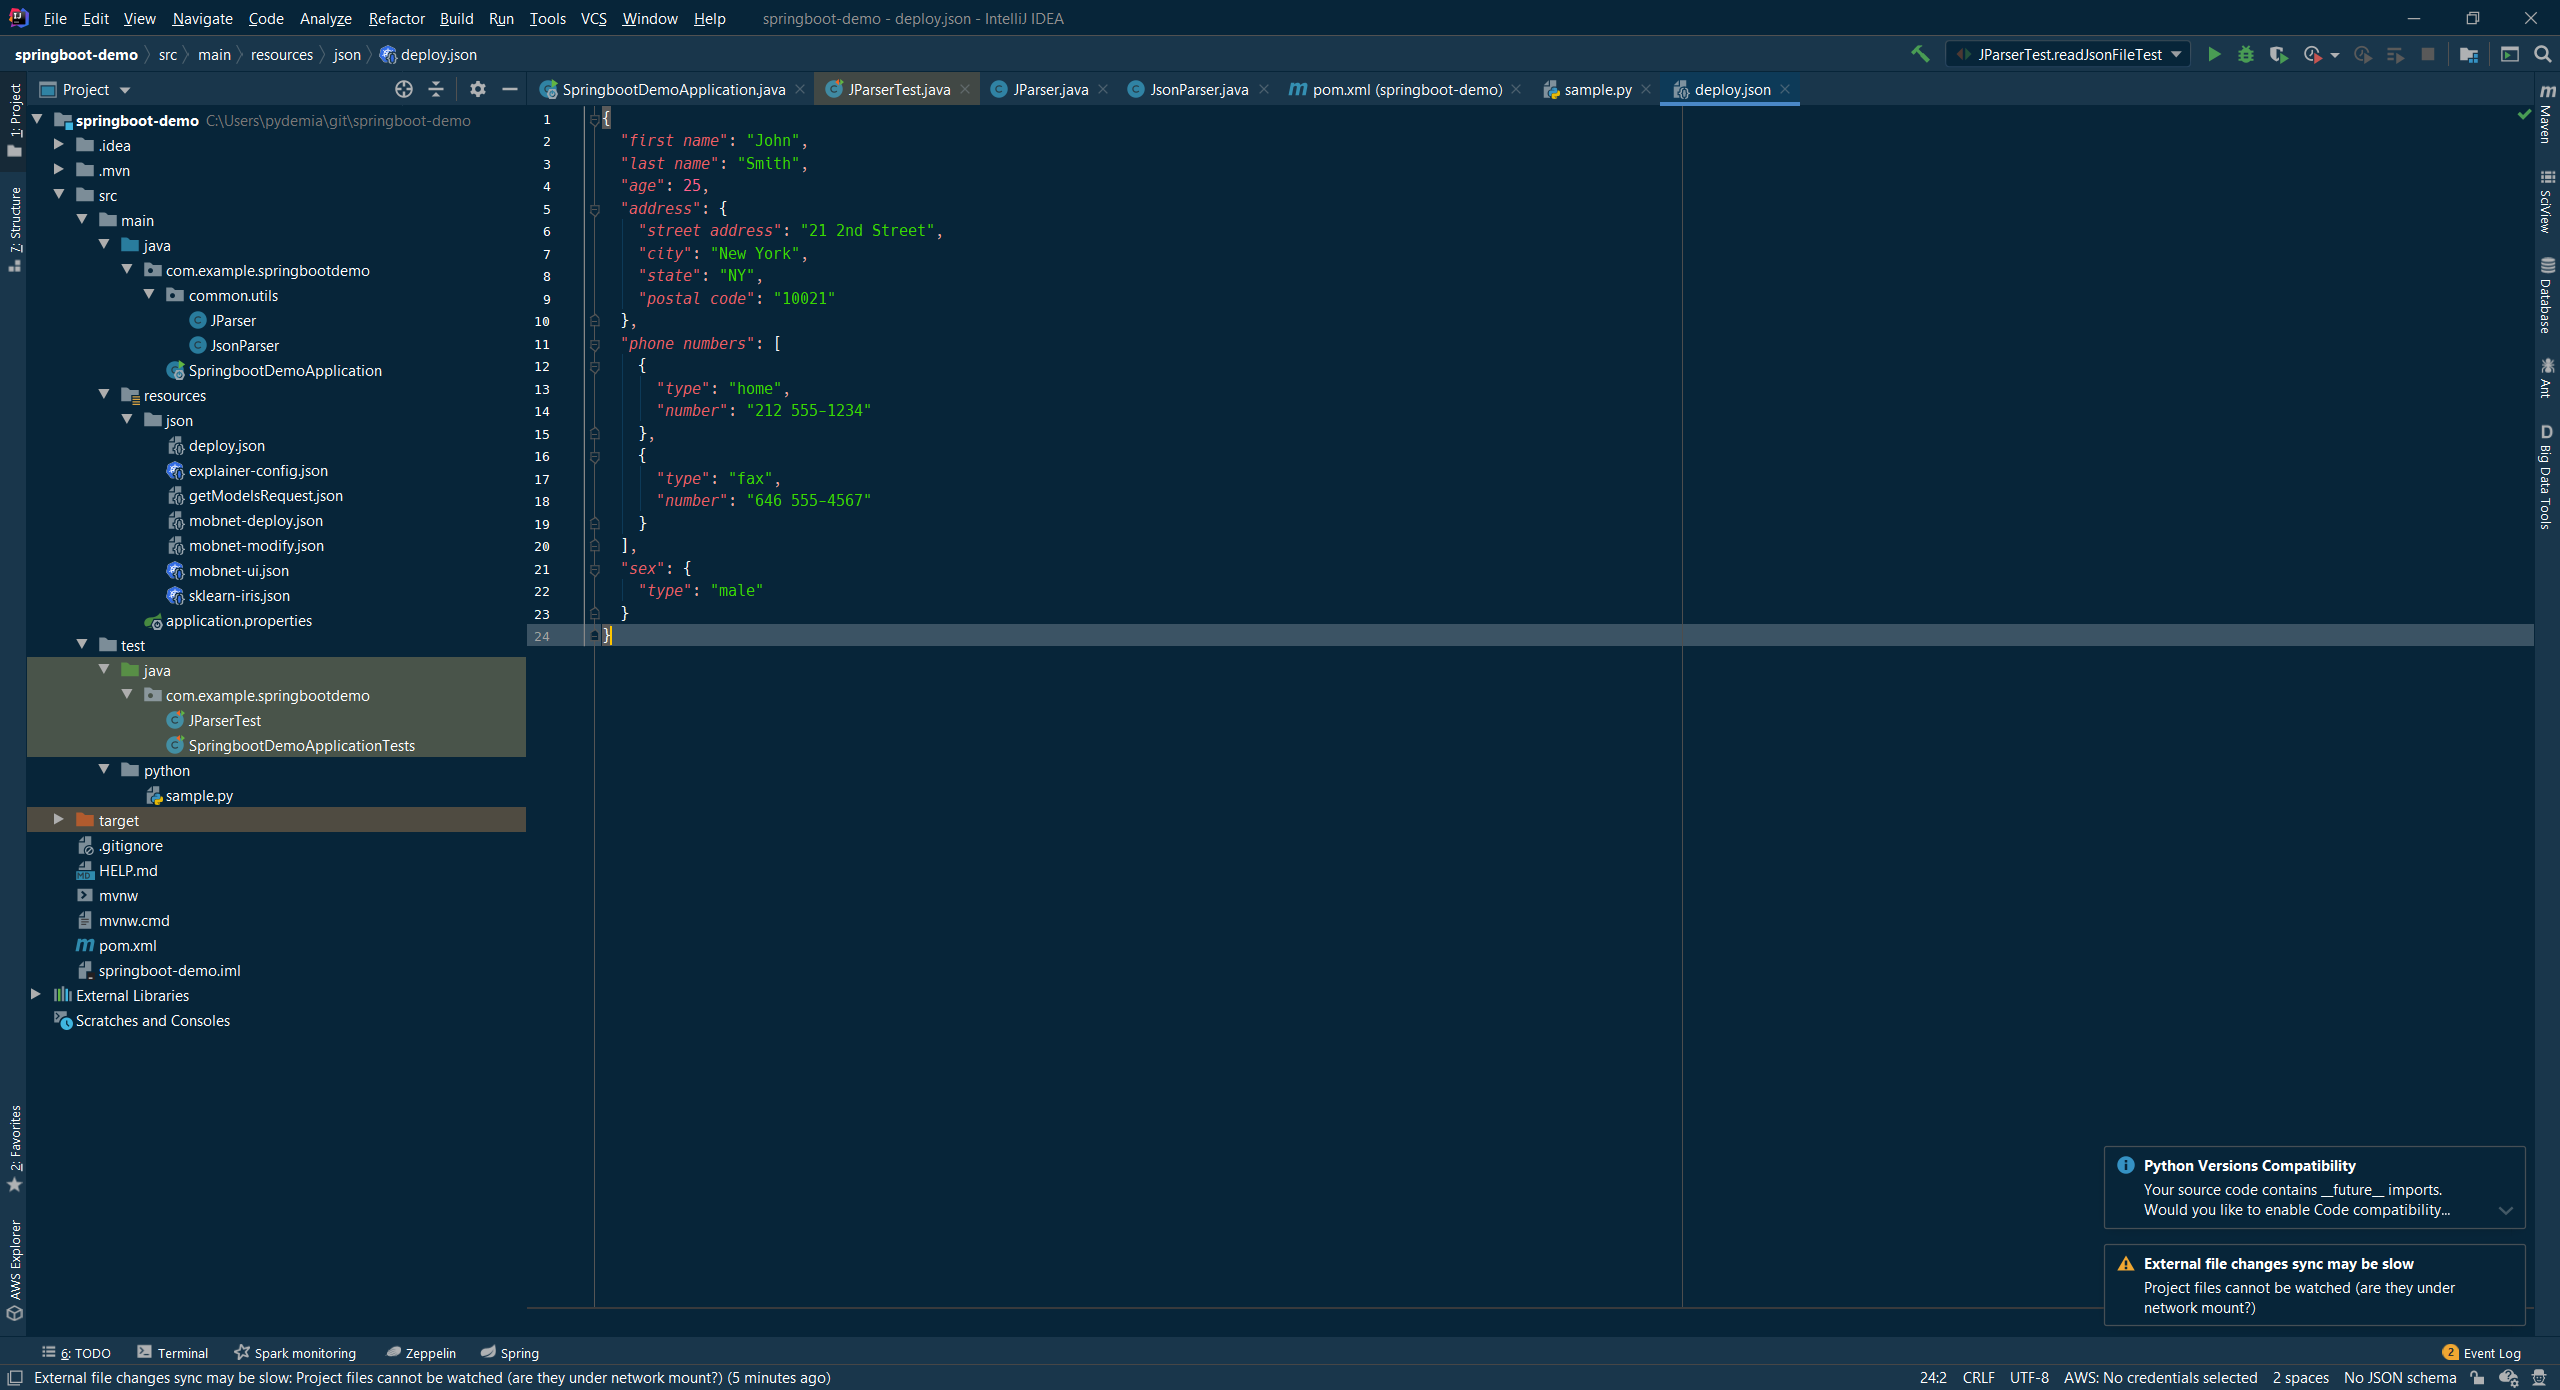 File Edit View Navigate Code Analyze Refactor Build Run Tools VCS Window Help springboot-demo - deploy.json - IntelliJ IDEA
springboot-demo src main resources json deploy.json JParserTest.readJsonFileTest
Project SpringbootDemoApplication.java JParserTest.java JParser.java JsonParser.java pom.xml (springboot-demo) sample.py deploy.json
1: Project
7: Structure
2: Favorites
AWS Explorer
springboot-demo C:\Users\pydemia\git\springboot-demo
.idea
.mvn
src
main
java
com.example.springbootdemo
common.utils
JParser
JsonParser
SpringbootDemoApplication
resources
json
deploy.json
explainer-config.json
getModelsRequest.json
mobnet-deploy.json
mobnet-modify.json
mobnet-ui.json
sklearn-iris.json
application.properties
test
java
com.example.springbootdemo
JParserTest
SpringbootDemoApplicationTests
python
sample.py
target
.gitignore
HELP.md
mvnw
mvnw.cmd
pom.xml
springboot-demo.iml
External Libraries
Scratches and Consoles
1 {
2 "first name": "John",
3 "last name": "Smith",
4 "age": 25,
5 "address": {
6 "street address": "21 2nd Street",
7 "city": "New York",
8 "state": "NY",
9 "postal code": "10021"
10 },
11 "phone numbers": [
12 {
13 "type": "home",
14 "number": "212 555-1234"
15 },
16 {
17 "type": "fax",
18 "number": "646 555-4567"
19 }
20 ],
21 "sex": {
22 "type": "male"
23 }
24 }
Maven
SciView
Database
Ant
Big Data Tools
Python Versions Compatibility
Your source code contains __future__ imports.
Would you like to enable Code compatibility...
External file changes sync may be slow
Project files cannot be watched (are they under
network mount?)
6: TODO Terminal Spark monitoring Zeppelin Spring 2 Event Log
External file changes sync may be slow: Project files cannot be watched (are they under network mount?) (5 minutes ago) 24:2 CRLF UTF-8 AWS: No credentials selected 2 spaces No JSON schema